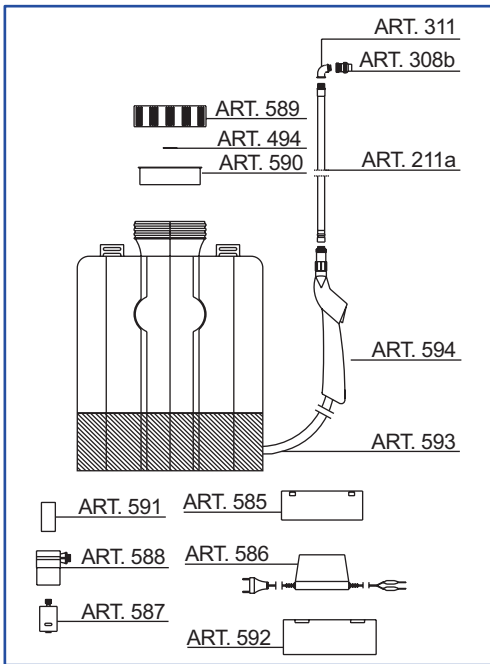 ART. 311
ART. 308b
ART. 589
ART. 494
ART. 590
ART. 211a
ART. 594
ART. 593
ART. 591
ART. 585
ART. 588
ART. 586
ART. 587
ART. 592